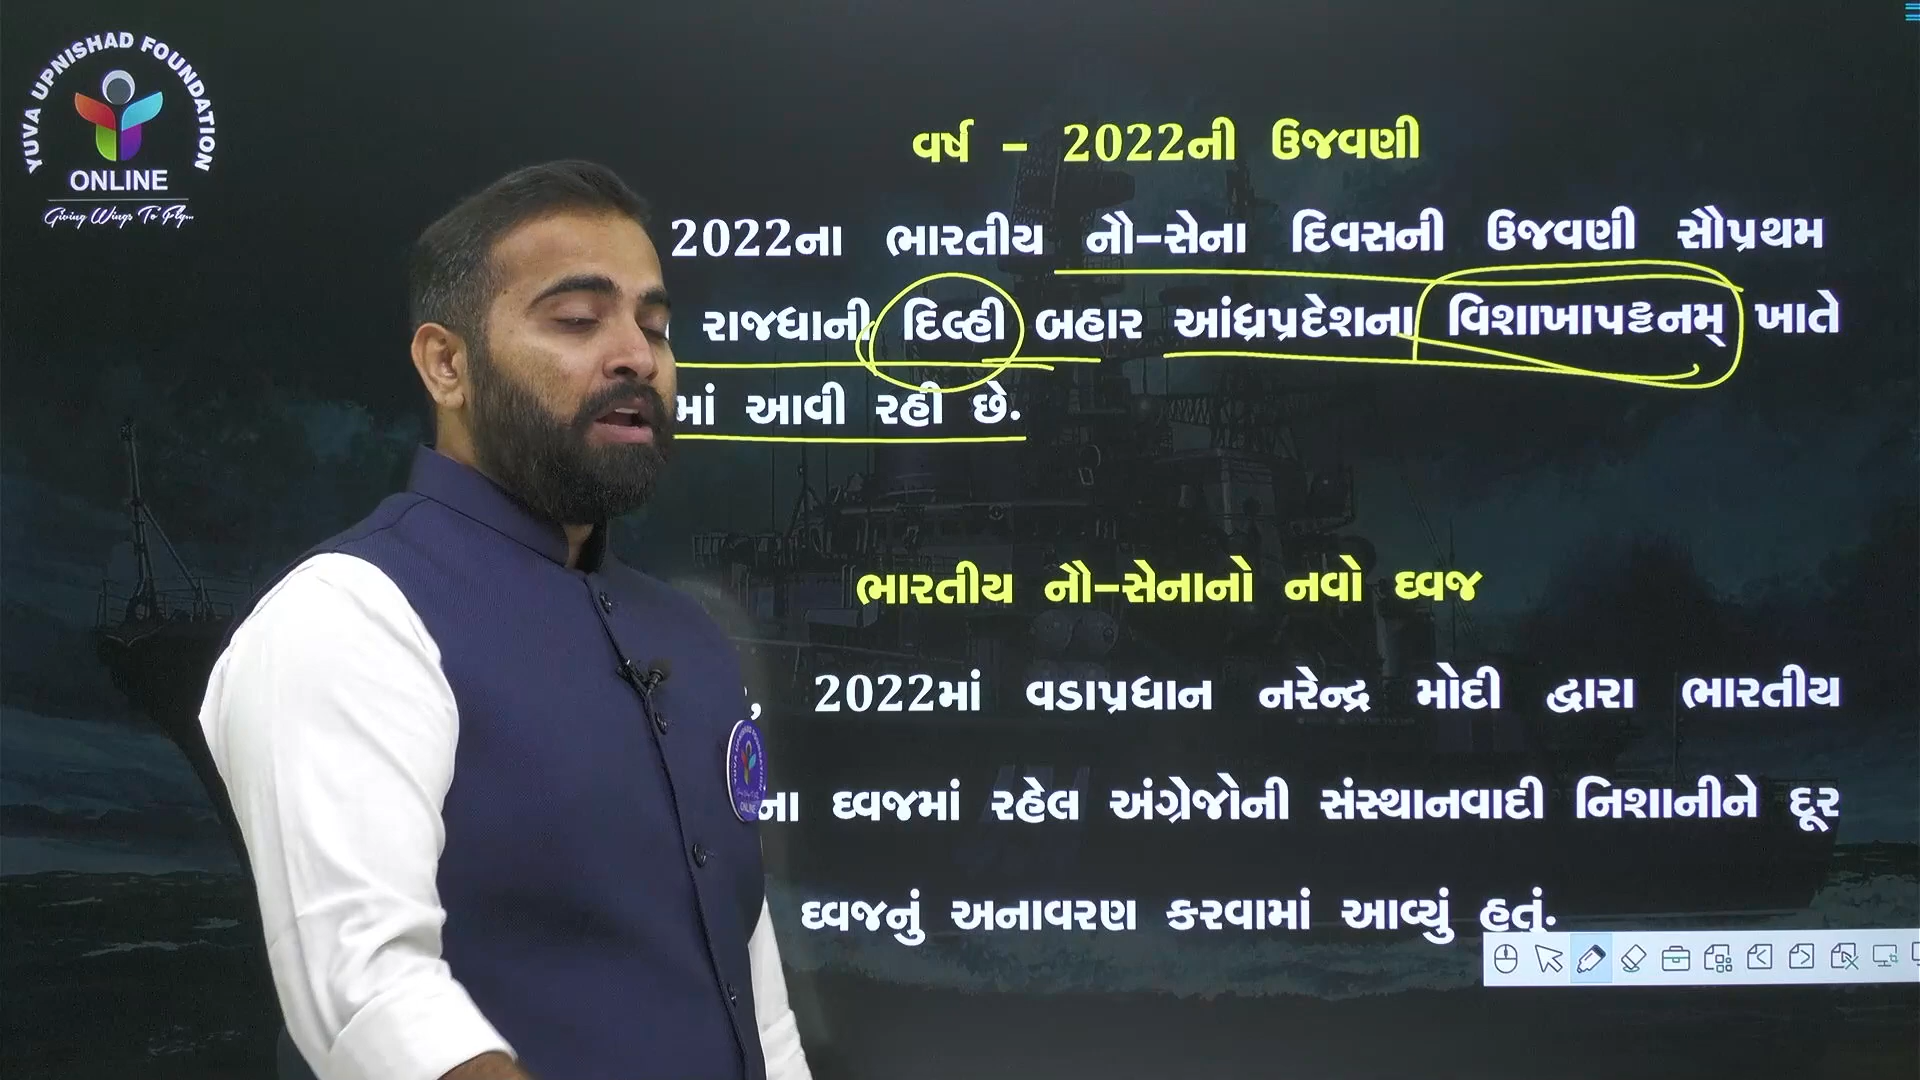 YUVA UPNISHAD FOUNDATION
ONLINE
Giving Wings To Fly...
વર્ષ – 2022ની ઉજવણી
2022ના ભારતીય નૌ-સેના દિવસની ઉજવણી સૌપ્રથમ
રાજધાની દિલ્હી બહાર આંધ્રપ્રદેશના વિશાખાપટ્ટનમ્ ખાતે
માં આવી રહી છે.
ભારતીય નૌ-સેનાનો નવો ધ્વજ
, 2022માં વડાપ્રધાન નરેન્દ્ર મોદી દ્વારા ભારતીય
ના ધ્વજમાં રહેલ અંગ્રેજોની સંસ્થાનવાદી નિશાનીને દૂર
ધ્વજનું અનાવરણ કરવામાં આવ્યું હતું.